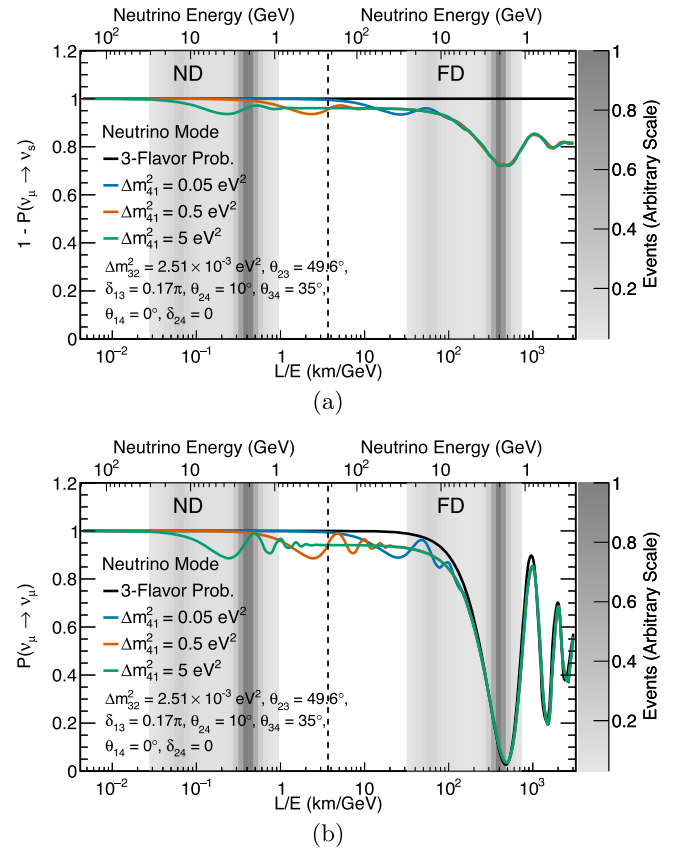 Neutrino Energy (GeV) Neutrino Energy (GeV)
10² 10 1 10² 10 1
1.2 1
ND FD
1 0.8
Neutrino Mode
0.8 3-Flavor Prob.
Δm²₄₁ = 0.05 eV² 0.6
0.6 Δm²₄₁ = 0.5 eV²
Δm²₄₁ = 5 eV² 0.4
0.4
Δm²₃₂ = 2.51 × 10⁻³ eV², θ₂₃ = 49.6°,
δ₁₃ = 0.17π, θ₂₄ = 10°, θ₃₄ = 35°,
0.2 θ₁₄ = 0°, δ₂₄ = 0 0.2
0
10⁻² 10⁻¹ 1 10 10² 10³
L/E (km/GeV)
1 - P(νμ → νs)
Events (Arbitrary Scale)
(a)
Neutrino Energy (GeV) Neutrino Energy (GeV)
10² 10 1 10² 10 1
1.2 1
ND FD
1 0.8
Neutrino Mode
0.8 3-Flavor Prob.
Δm²₄₁ = 0.05 eV² 0.6
0.6 Δm²₄₁ = 0.5 eV²
Δm²₄₁ = 5 eV² 0.4
0.4
Δm²₃₂ = 2.51 × 10⁻³ eV², θ₂₃ = 49.6°,
δ₁₃ = 0.17π, θ₂₄ = 10°, θ₃₄ = 35°,
0.2 θ₁₄ = 0°, δ₂₄ = 0 0.2
0
10⁻² 10⁻¹ 1 10 10² 10³
L/E (km/GeV)
P(νμ → νμ)
Events (Arbitrary Scale)
(b)